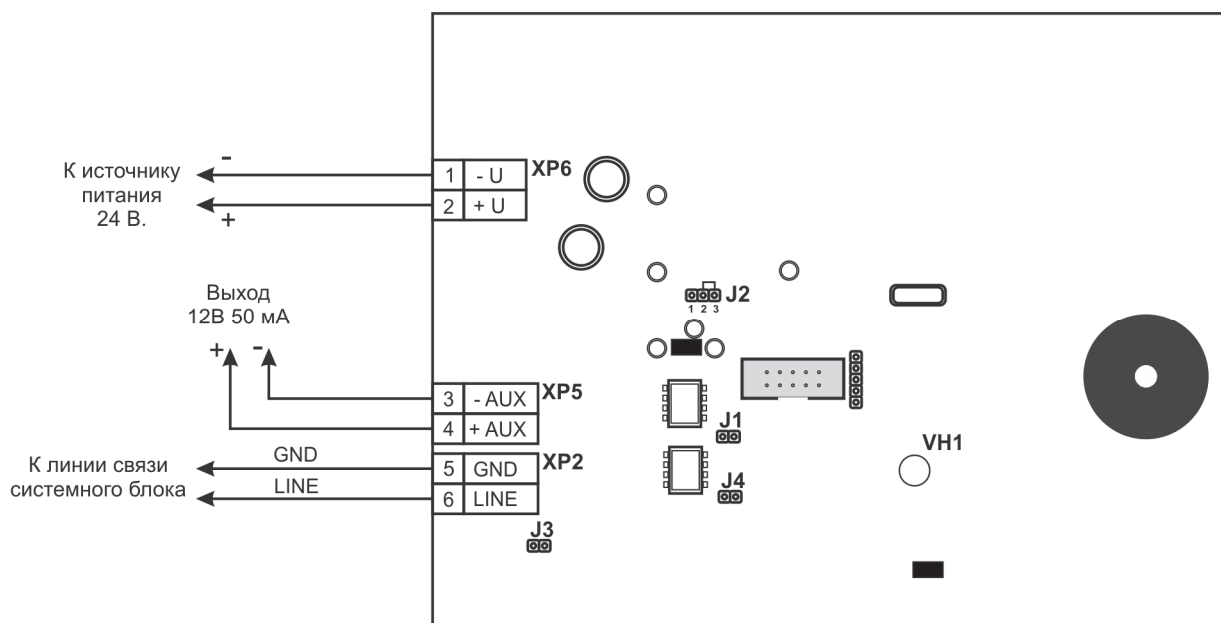 К источнику
питания
24 В.
-
+
1 - U XP6
2 + U
Выход
12В 50 мА
+ -
3 - AUX XP5
4 + AUX
К линии связи
системного блока
GND
LINE
5 GND XP2
6 LINE
J3
J2
1 2 3
J1
J4
VH1